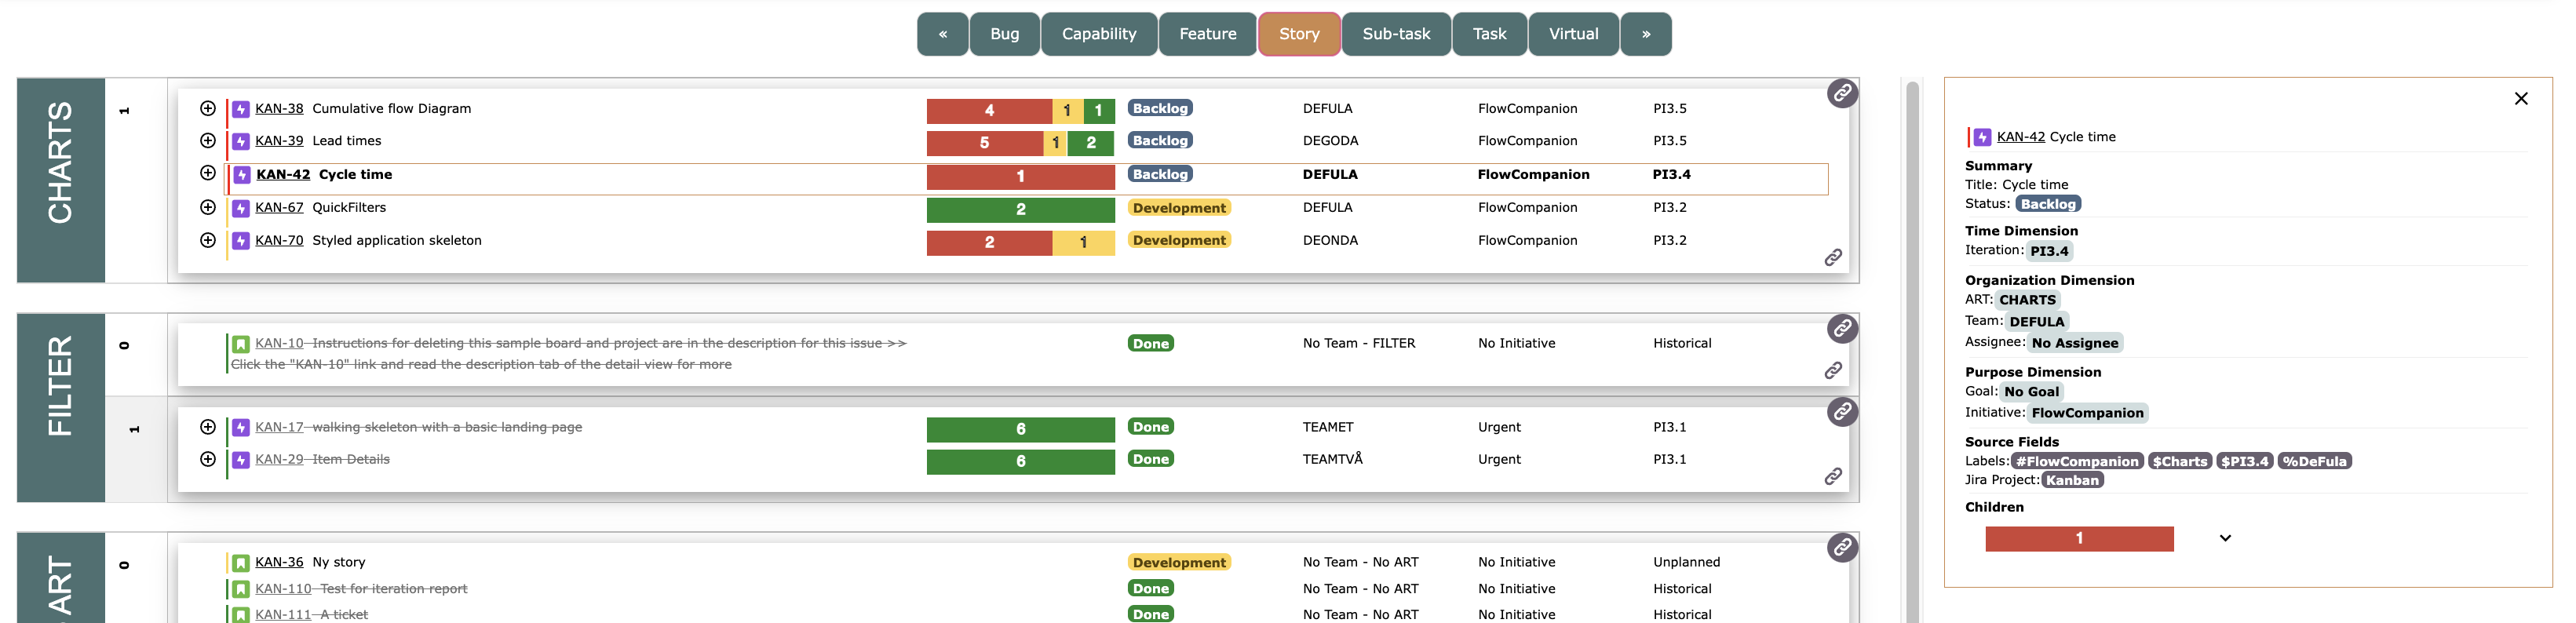 « Bug Capability Feature Story Sub-task Task Virtual »
CHARTS
1
KAN-38 Cumulative flow Diagram 4 1 1 Backlog DEFULA FlowCompanion PI3.5
KAN-39 Lead times 5 1 2 Backlog DEGODA FlowCompanion PI3.5
KAN-42 Cycle time 1 Backlog DEFULA FlowCompanion PI3.4
KAN-67 QuickFilters 2 Development DEFULA FlowCompanion PI3.2
KAN-70 Styled application skeleton 2 1 Development DEONDA FlowCompanion PI3.2
FILTER
0
KAN-10 Instructions for deleting this sample board and project are in the description for this issue >> Done No Team - FILTER No Initiative Historical
Click the "KAN-10" link and read the description tab of the detail view for more
1
KAN-17 walking skeleton with a basic landing page 6 Done TEAMET Urgent PI3.1
KAN-29 Item Details 6 Done TEAMTVÅ Urgent PI3.1
ART
0
KAN-36 Ny story Development No Team - No ART No Initiative Unplanned
KAN-110 Test for iteration report Done No Team - No ART No Initiative Historical
KAN-111 A ticket Done No Team - No ART No Initiative Historical
KAN-42 Cycle time
Summary
Title: Cycle time
Status: Backlog
Time Dimension
Iteration: PI3.4
Organization Dimension
ART: CHARTS
Team: DEFULA
Assignee: No Assignee
Purpose Dimension
Goal: No Goal
Initiative: FlowCompanion
Source Fields
Labels: #FlowCompanion $Charts $PI3.4 %DeFula
Jira Project: Kanban
Children
1